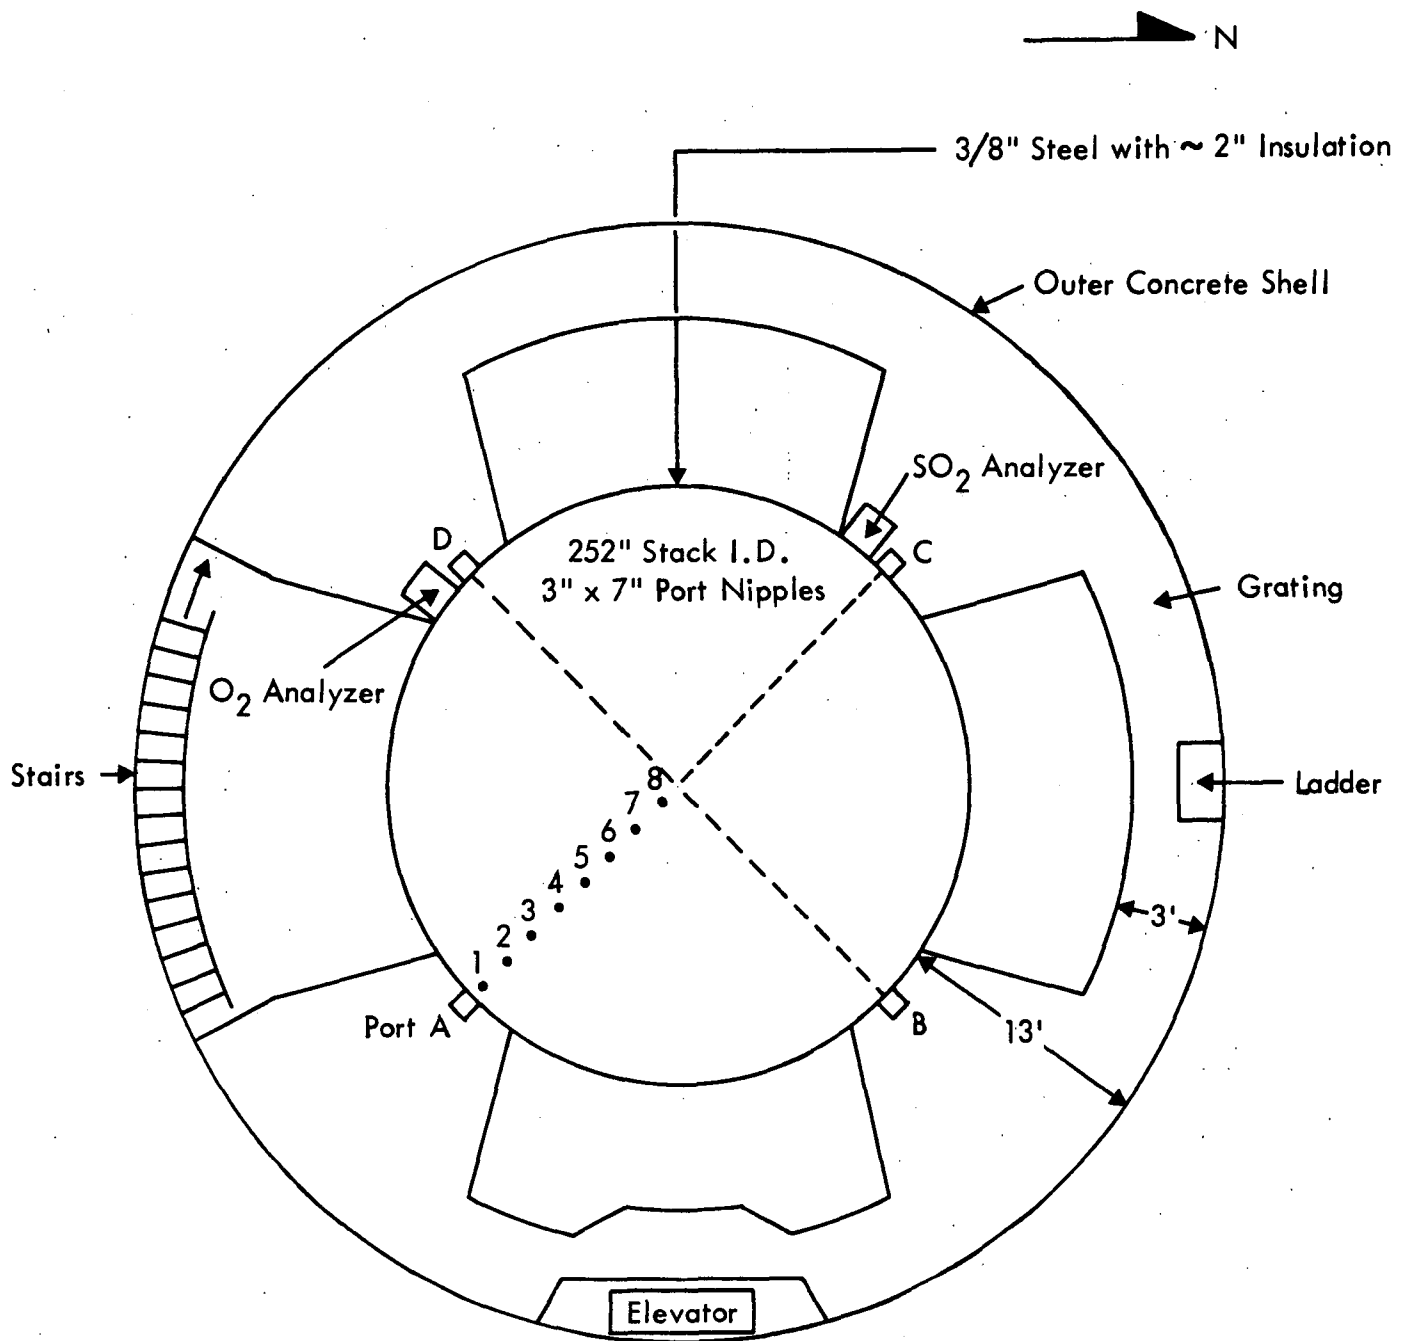 N
3/8" Steel with ~ 2" Insulation
Outer Concrete Shell
SO2 Analyzer
D
252" Stack I.D.
C
3" x 7" Port Nipples
Grating
O2 Analyzer
Stairs
8
Ladder
7
6
5
4
3
3'
2
1
Port A
B
13'
Elevator